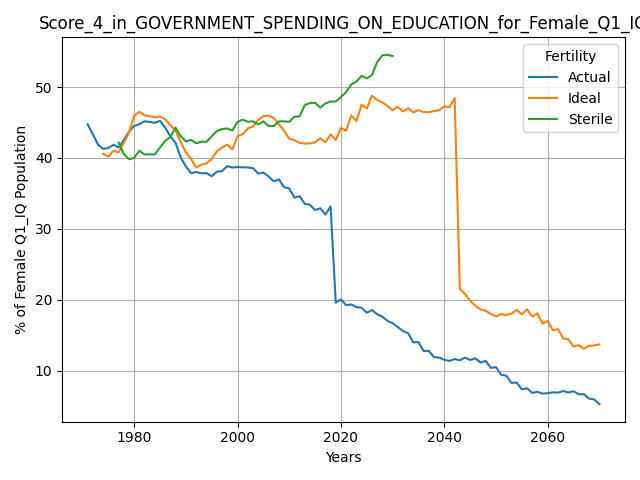 Score_4_in_GOVERNMENT_SPENDING_ON_EDUCATION_for_Female_Q1_IQ
Fertility
Actual
Ideal
Sterile
% of Female Q1_IQ Population
50
40
30
20
10
1980
2000
2020
2040
2060
Years